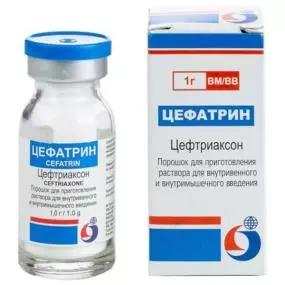 ЦЕФАТРИН
CEFATRIN
Цефтриаксон
CEFTRIAXONE
Порошок для приготовления
раствора для внутривенного
и внутримышечного введения
1,0 г/1.0 g
1г ВМ/ВВ
ЦЕФАТРИН
Цефтриаксон
Порошок для приготовления
раствора для внутривенного
и внутримышечного введения